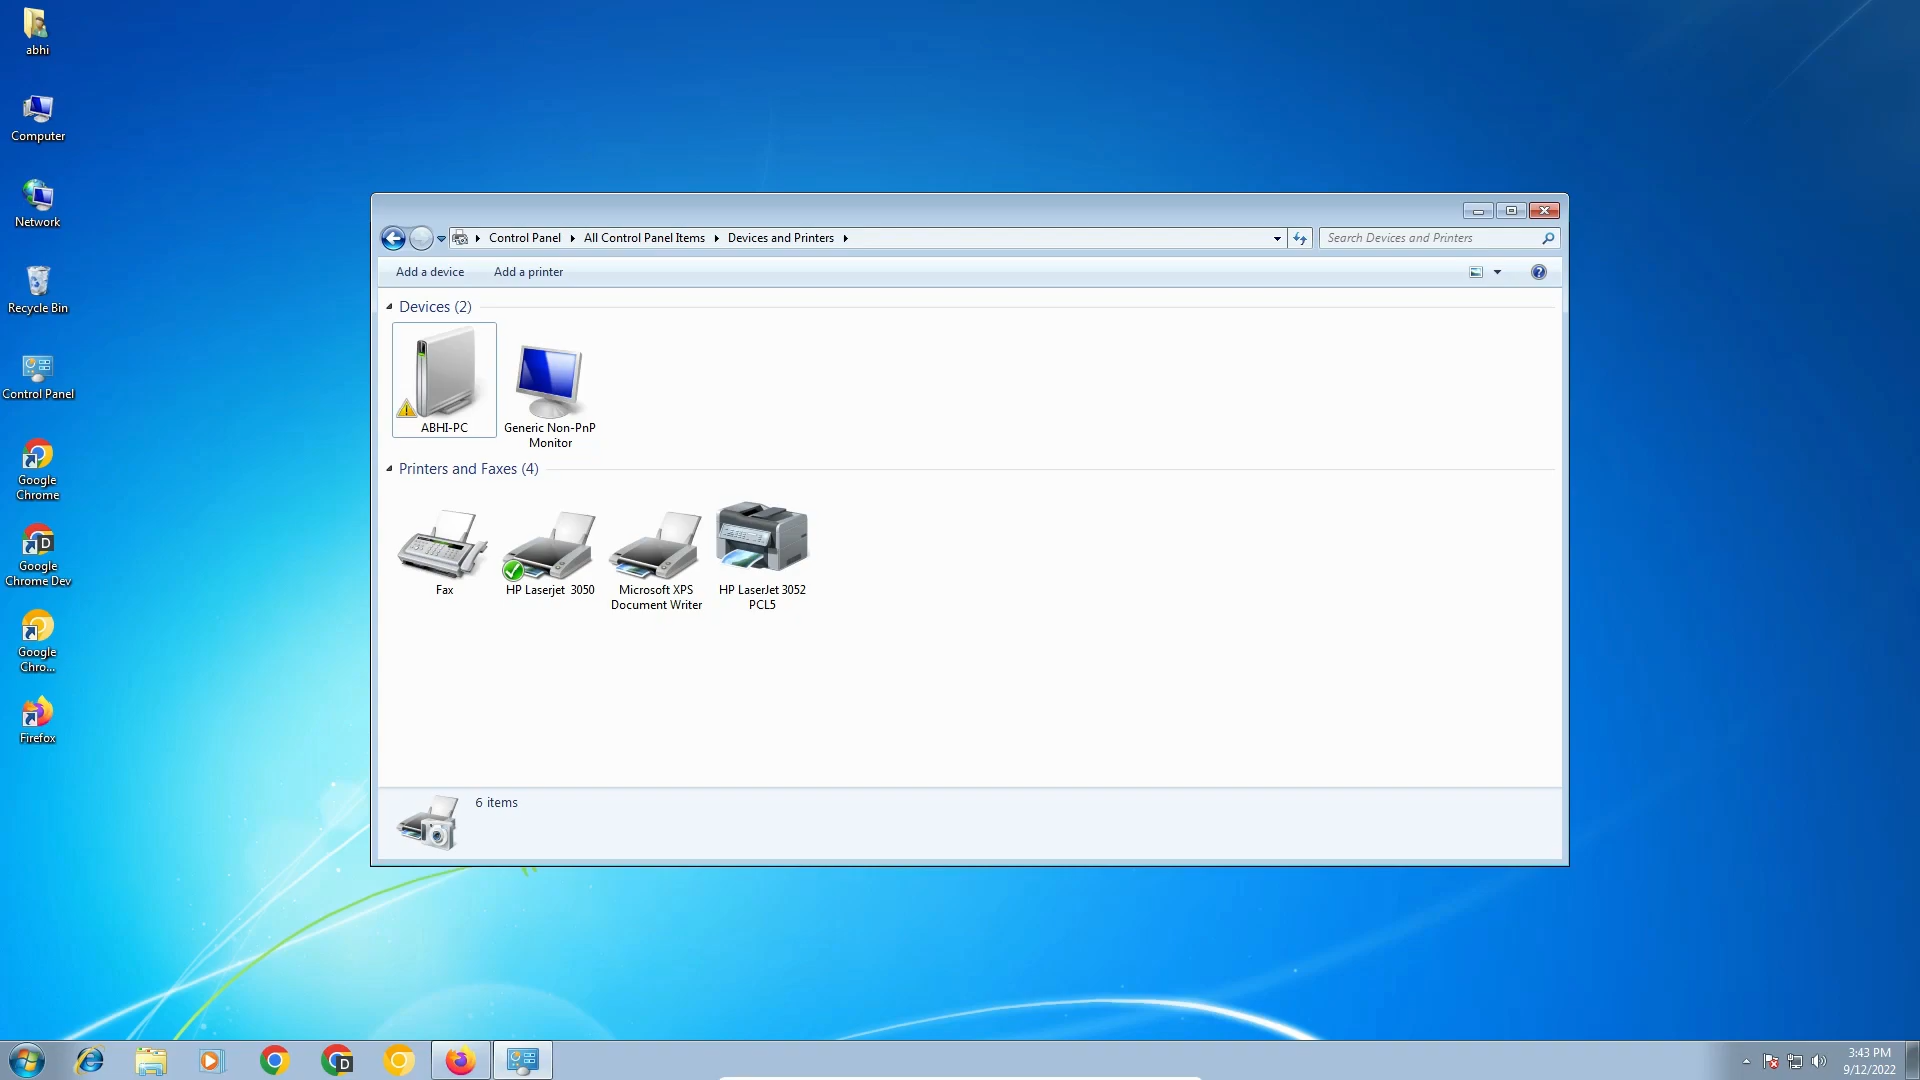 abhi
Computer
Network
Recycle Bin
Control Panel
Google
Chrome
Google
Chrome Dev
Google
Chro...
Firefox
Control Panel
All Control Panel Items
Devices and Printers
Search Devices and Printers
Add a device
Add a printer
Devices (2)
ABHI-PC
Generic Non-PnP
Monitor
Printers and Faxes (4)
Fax
HP Laserjet  3050
Microsoft XPS
Document Writer
HP LaserJet 3052
PCL5
6 items
D
D
3:43 PM
9/12/2022